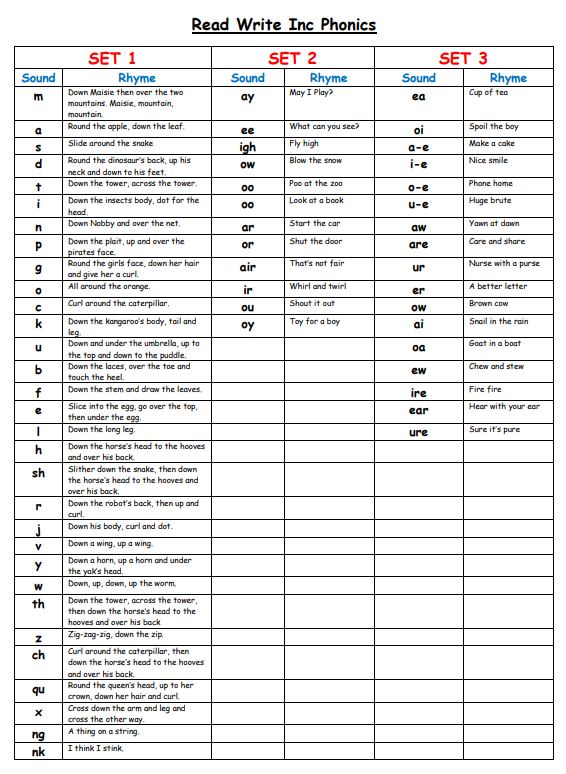 Read Write Inc Phonics
SET 1 SET 2 SET 3
Sound Rhyme Sound Rhyme Sound Rhyme
m Down Maisie then over the two ay May I Play? ea Cup of tea
mountains. Maisie, mountain,
mountain.
a Round the apple, down the leaf. ee What can you see? oi Spoil the boy
s Slide around the snake igh Fly high a-e Make a cake
d Round the dinosaur's back, up his ow Blow the snow i-e Nice smile
neck and down to his feet.
t Down the tower, across the tower. oo Poo at the zoo o-e Phone home
i Down the insects body, dot for the oo Look at a book u-e Huge brute
head.
n Down Nobby and over the net. ar Start the car aw Yawn at dawn
p Down the plait, up and over the or Shut the door are Care and share
pirates face.
g Round the girls face, down her hair air That's not fair ur Nurse with a purse
and give her a curl.
o All around the orange. ir Whirl and twirl er A better letter
c Curl around the caterpillar. ou Shout it out ow Brown cow
k Down the kangaroo's body, tail and oy Toy for a boy ai Snail in the rain
leg.
u Down and under the umbrella, up to oa Goat in a boat
the top and down to the puddle.
b Down the laces, over the toe and ew Chew and stew
touch the heel.
f Down the stem and draw the leaves. ire Fire fire
e Slice into the egg, go over the top, ear Hear with your ear
then under the egg.
l Down the long leg. ure Sure it's pure
h Down the horse's head to the hooves
and over his back.
sh Slither down the snake, then down
the horse's head to the hooves and
over his back.
r Down the robot's back, then up and
curl.
j Down his body, curl and dot.
v Down a wing, up a wing.
y Down a horn, up a horn and under
the yak's head.
w Down, up, down, up the worm.
th Down the tower, across the tower,
then down the horse's head to the
hooves and over his back
z Zig-zag-zig, down the zip.
ch Curl around the caterpillar, then
down the horse's head to the hooves
and over his back.
qu Round the queen's head, up to her
crown, down her hair and curl.
x Cross down the arm and leg and
cross the other way.
ng A thing on a string.
nk I think I stink.